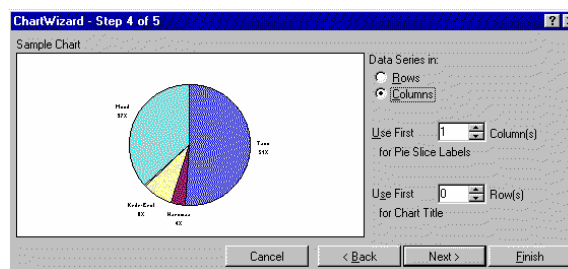 ChartWizard - Step 4 of 5
Sample Chart
Data Series in:
Rows
Columns
Use First 1 Column(s)
for Pie Slice Labels
Use First 0 Row(s)
for Chart Title
Cancel
< Back
Next >
Finish